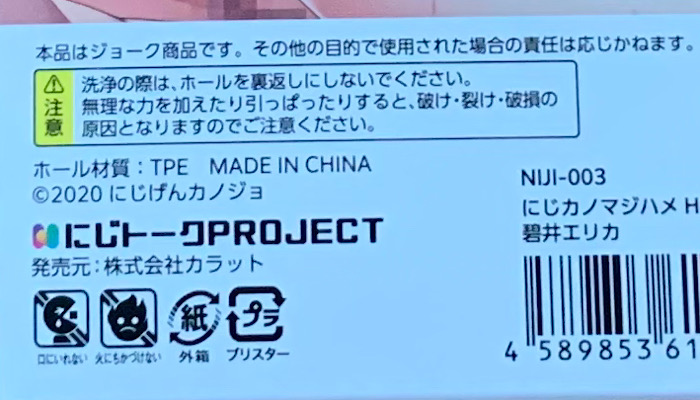 本品はジョーク商品です。その他の目的で使用された場合の責任は応じかねます。
注意
洗浄の際は、ホールを裏返しにしないでください。
無理な力を加えたり引っぱったりすると、破け・裂け・破損の
原因となりますのでご注意ください。
ホール材質：TPE MADE IN CHINA
©2020 にじげんカノジョ
にじトークPROJECT
発売元：株式会社カラット
口にいれない
火にちかづけない
紙
外箱
プラ
ブリスター
NIJI-003
にじカノマジハメ H
碧井エリカ
4 589853 61